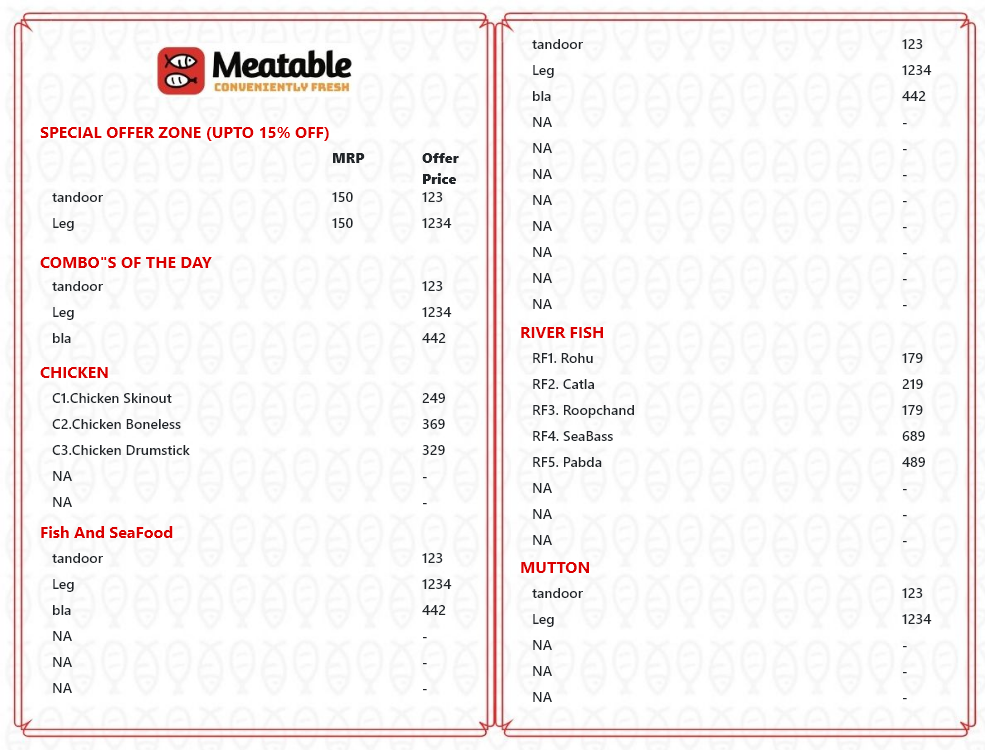 Meatable
CONVENIENTLY FRESH
SPECIAL OFFER ZONE (UPTO 15% OFF)
MRP Offer Price
tandoor 150 123
Leg 150 1234
COMBO"S OF THE DAY
tandoor 123
Leg 1234
bla 442
CHICKEN
C1.Chicken Skinout 249
C2.Chicken Boneless 369
C3.Chicken Drumstick 329
NA -
NA -
Fish And SeaFood
tandoor 123
Leg 1234
bla 442
NA -
NA -
NA -
tandoor 123
Leg 1234
bla 442
NA -
NA -
NA -
NA -
NA -
NA -
NA -
NA -
RIVER FISH
RF1. Rohu 179
RF2. Catla 219
RF3. Roopchand 179
RF4. SeaBass 689
RF5. Pabda 489
NA -
NA -
NA -
MUTTON
tandoor 123
Leg 1234
NA -
NA -
NA -